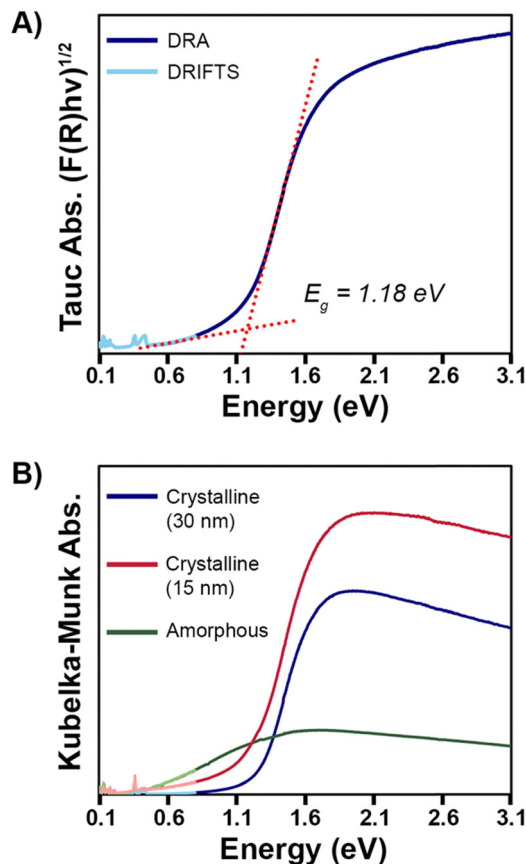 A)
Tauc Abs. (F(R)hν)^1/2
DRA
DRIFTS
E_g = 1.18 eV
0.1 0.6 1.1 1.6 2.1 2.6 3.1
Energy (eV)
B)
Kubelka-Munk Abs.
Crystalline
(30 nm)
Crystalline
(15 nm)
Amorphous
0.1 0.6 1.1 1.6 2.1 2.6 3.1
Energy (eV)